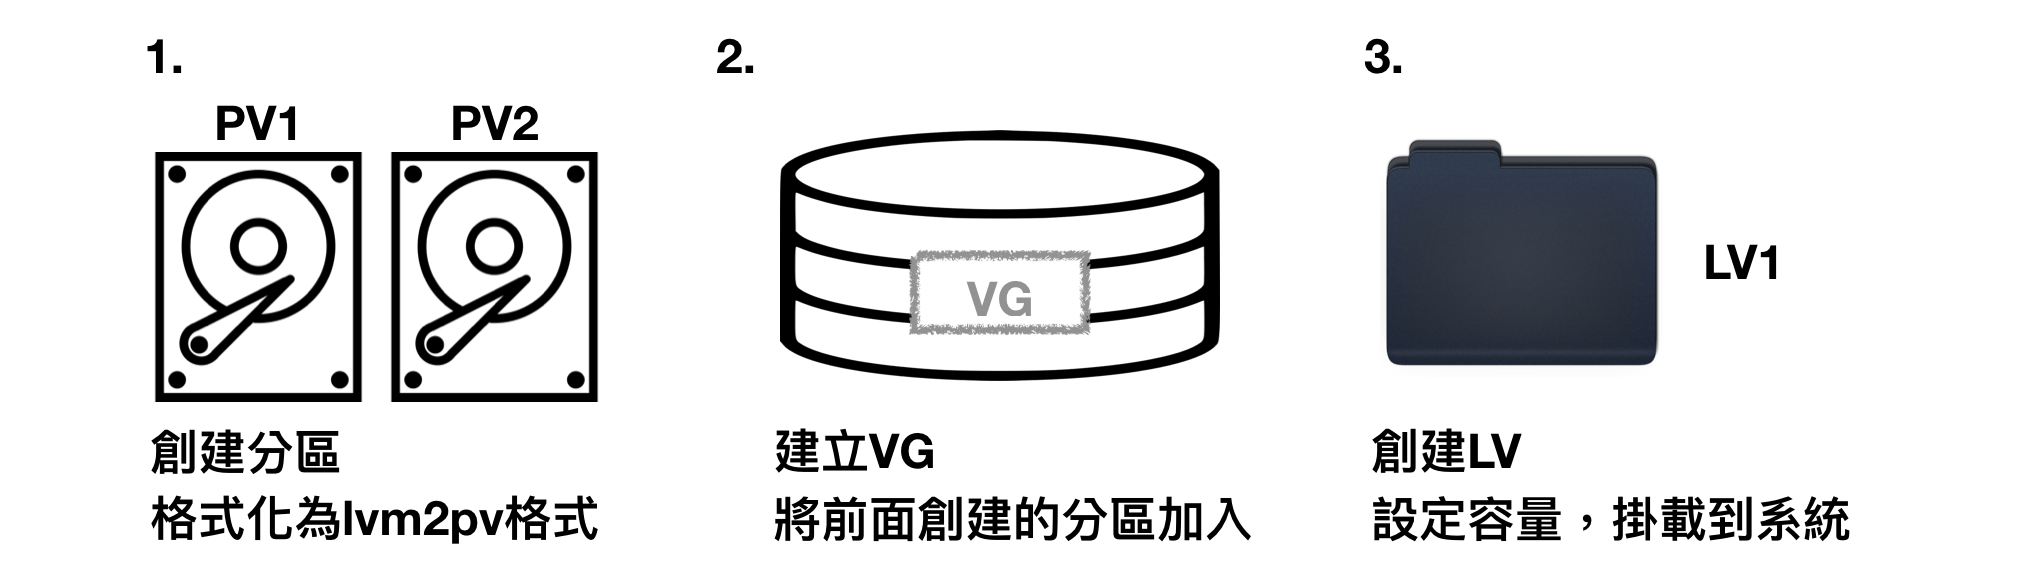 1.
PV1
PV2
創建分區
格式化為lvm2pv格式
2.
VG
建立VG
將前面創建的分區加入
3.
LV1
創建LV
設定容量，掛載到系統